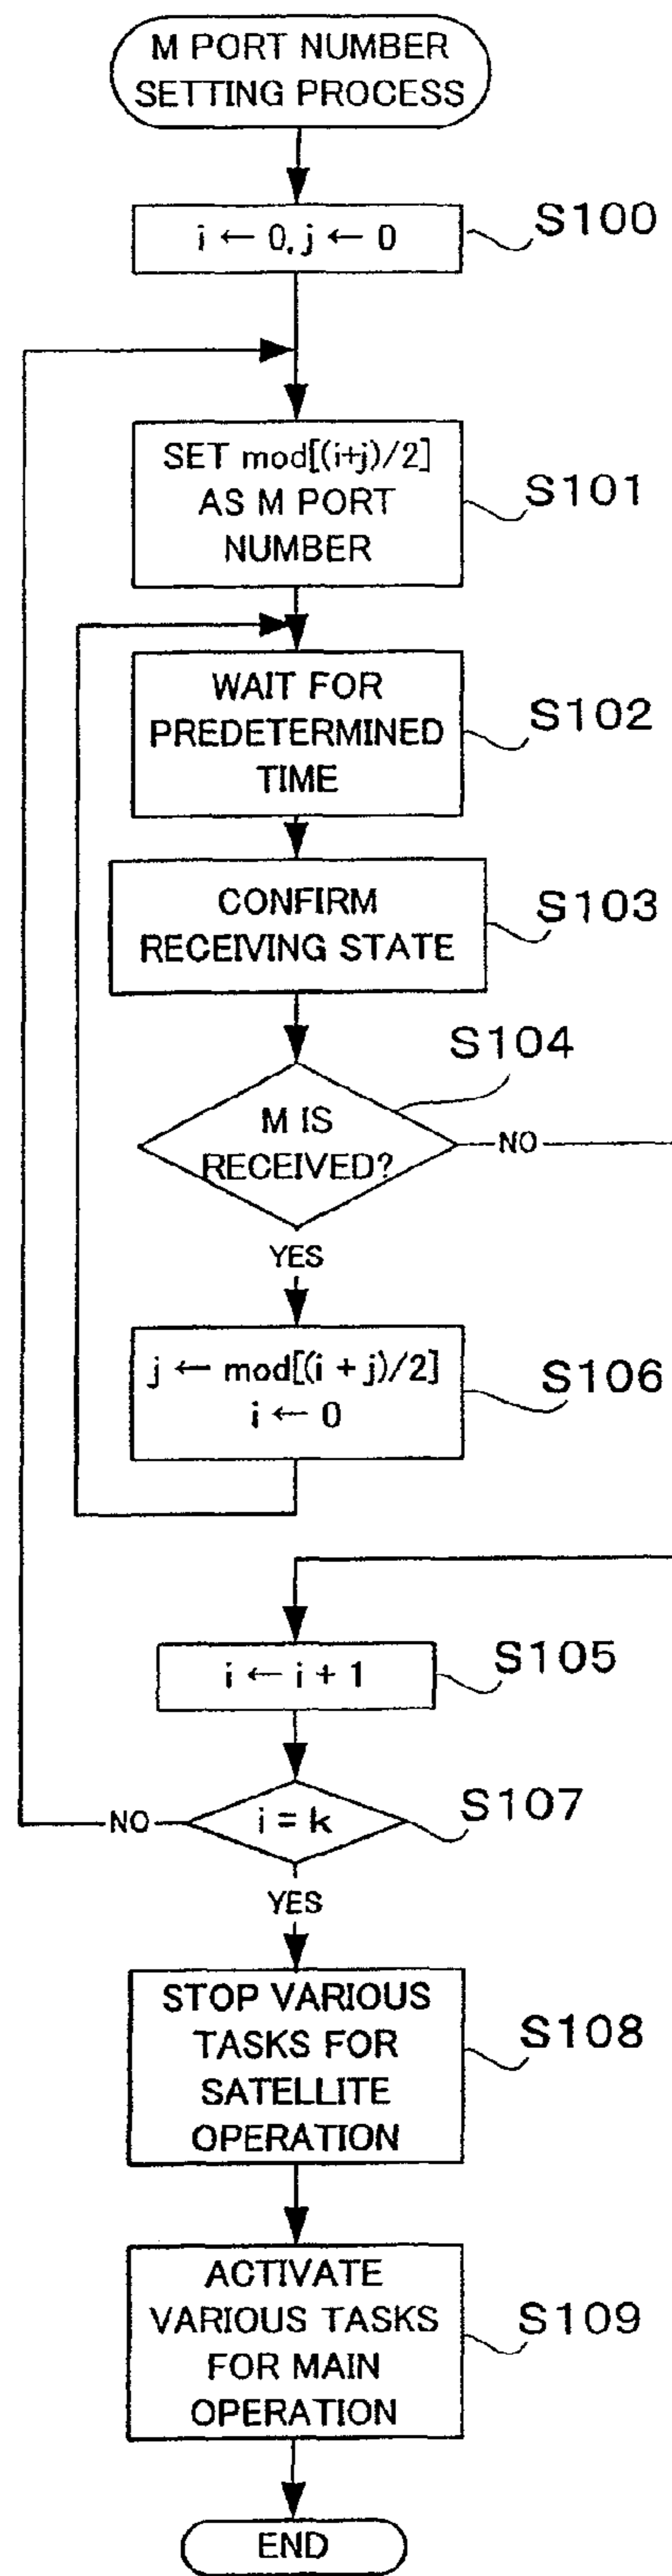 M PORT NUMBER
SETTING PROCESS
i ← 0, j ← 0
S100
SET mod[(i+j)/2]
AS M PORT
NUMBER
S101
WAIT FOR
PREDETERMINED
TIME
S102
CONFIRM
RECEIVING STATE
S103
S104
M IS
RECEIVED?
NO
YES
j ← mod[(i + j)/2]
i ← 0
S106
i ← i + 1
S105
i = k
S107
NO
YES
STOP VARIOUS
TASKS FOR
SATELLITE
OPERATION
S108
ACTIVATE
VARIOUS TASKS
FOR MAIN
OPERATION
S109
END